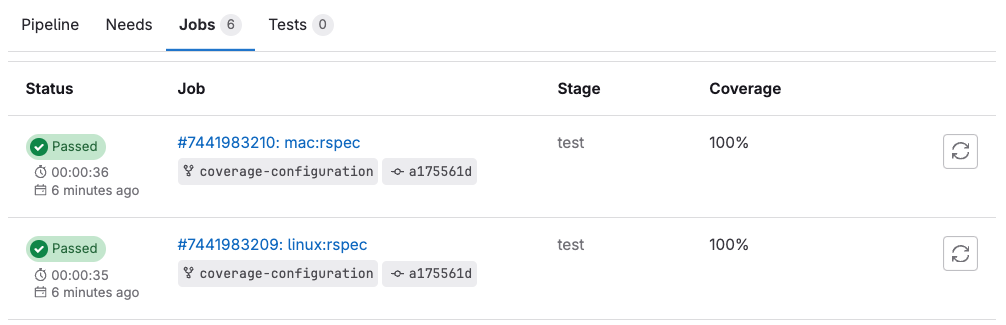 Pipeline Needs Jobs 6 Tests 0
Status Job Stage Coverage
Passed #7441983210: mac:rspec test 100%
coverage-configuration a175561d
00:00:36
6 minutes ago
Passed #7441983209: linux:rspec test 100%
coverage-configuration a175561d
00:00:35
6 minutes ago